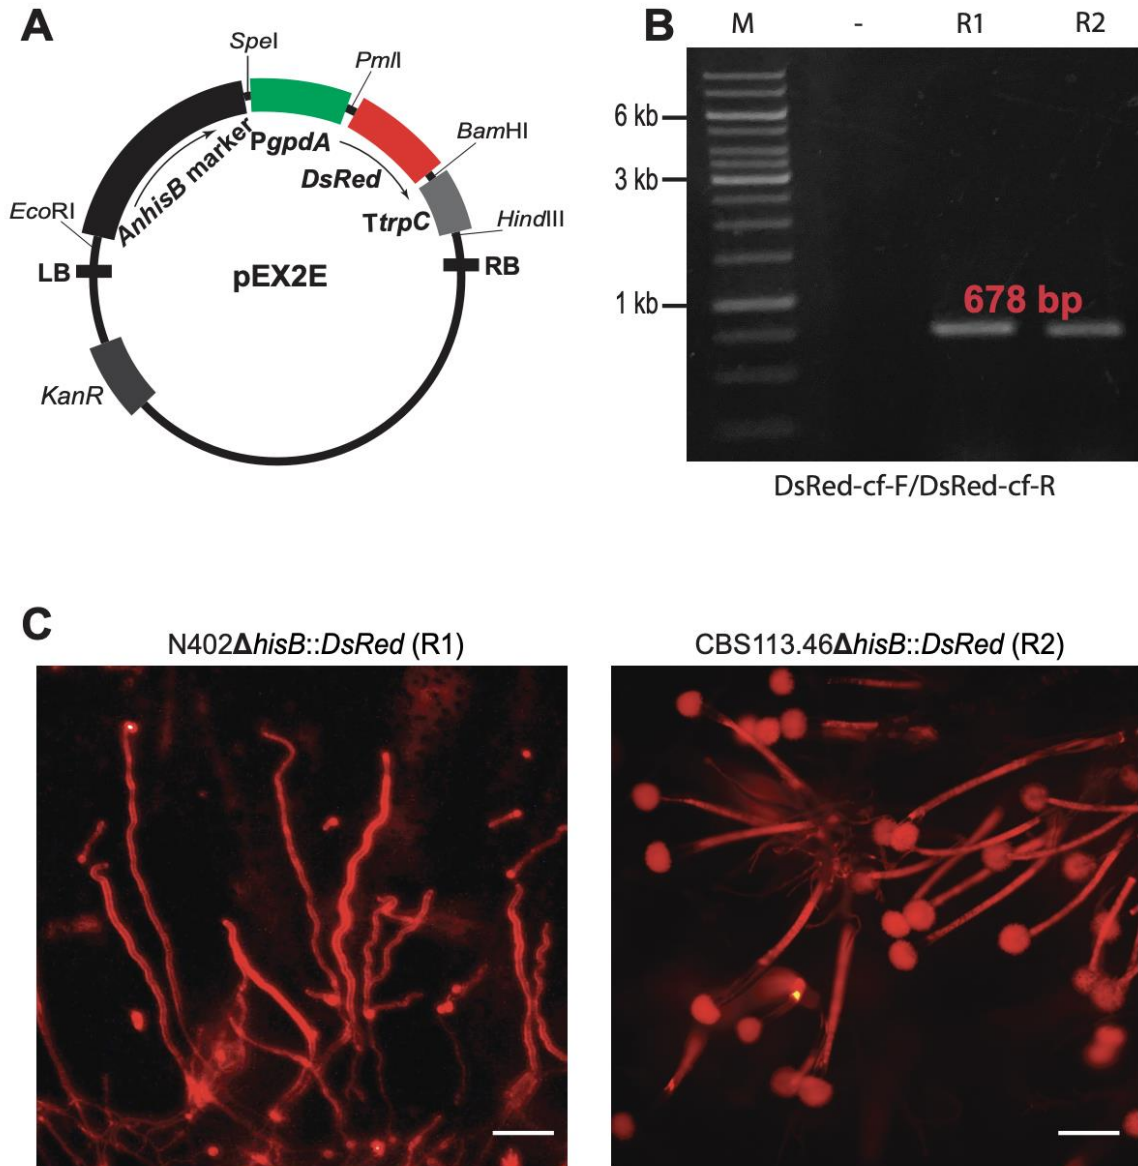 A
SpeI
PmlI
BamHI
PgpdA
DsRed
AnhisB marker
TtrpC
HindIII
EcoRI
LB
RB
pEX2E
KanR
B
M - R1 R2
6 kb
3 kb
1 kb
678 bp
DsRed-cf-F/DsRed-cf-R
C
N402ΔhisB::DsRed (R1)
CBS113.46ΔhisB::DsRed (R2)